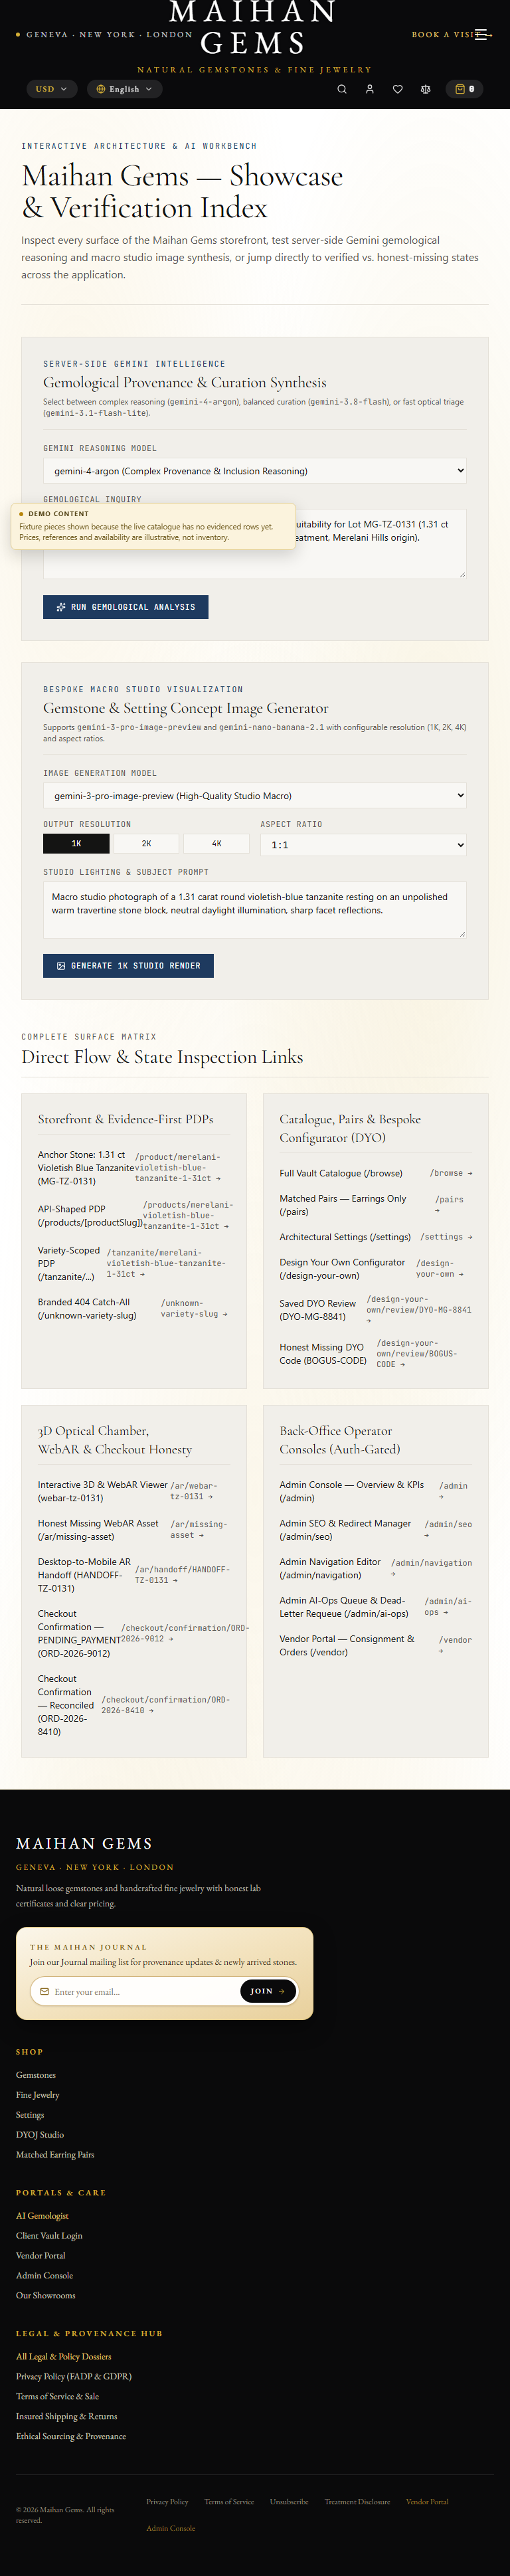 MAIHAN
GEMS
GENEVA · NEW YORK · LONDON
BOOK A VISIT →
NATURAL GEMSTONES & FINE JEWELRY
USD
English
0
INTERACTIVE ARCHITECTURE & AI WORKBENCH
Maihan Gems — Showcase
& Verification Index
Inspect every surface of the Maihan Gems storefront, test server-side Gemini gemological
reasoning and macro studio image synthesis, or jump directly to verified vs. honest-missing states
across the application.
SERVER-SIDE GEMINI INTELLIGENCE
Gemological Provenance & Curation Synthesis
Select between complex reasoning (gemini-4-argon), balanced curation (gemini-3.8-flash), or fast optical triage
(gemini-3.1-flash-lite).
GEMINI REASONING MODEL
gemini-4-argon (Complex Provenance & Inclusion Reasoning)
GEMOLOGICAL INQUIRY
uitability for Lot MG-TZ-0131 (1.31 ct
eatment, Merelani Hills origin).
DEMO CONTENT
Fixture pieces shown because the live catalogue has no evidenced rows yet.
Prices, references and availability are illustrative, not inventory.
RUN GEMOLOGICAL ANALYSIS
BESPOKE MACRO STUDIO VISUALIZATION
Gemstone & Setting Concept Image Generator
Supports gemini-3-pro-image-preview and gemini-nano-banana-2.1 with configurable resolution (1K, 2K, 4K)
and aspect ratios.
IMAGE GENERATION MODEL
gemini-3-pro-image-preview (High-Quality Studio Macro)
OUTPUT RESOLUTION
ASPECT RATIO
1K
2K
4K
1:1
STUDIO LIGHTING & SUBJECT PROMPT
Macro studio photograph of a 1.31 carat round violetish-blue tanzanite resting on an unpolished
warm travertine stone block, neutral daylight illumination, sharp facet reflections.
GENERATE 1K STUDIO RENDER
COMPLETE SURFACE MATRIX
Direct Flow & State Inspection Links
Storefront & Evidence-First PDPs
Anchor Stone: 1.31 ct
Violetish Blue Tanzanite
(MG-TZ-0131)
/product/merelani-
violetish-blue-
tanzanite-1-31ct →
API-Shaped PDP
(/products/[productSlug])
/products/merelani-
violetish-blue-
tanzanite-1-31ct →
Variety-Scoped
PDP
(/tanzanite/...)
/tanzanite/merelani-
violetish-blue-tanzanite-
1-31ct →
Branded 404 Catch-All
(/unknown-variety-slug)
/unknown-
variety-slug →
Catalogue, Pairs & Bespoke
Configurator (DYO)
Full Vault Catalogue (/browse)
/browse →
Matched Pairs — Earrings Only
(/pairs)
/pairs
→
Architectural Settings (/settings)
/settings →
Design Your Own Configurator
(/design-your-own)
/design-
your-own →
Saved DYO Review
(DYO-MG-8841)
/design-your-
own/review/DYO-MG-8841
→
Honest Missing DYO
Code (BOGUS-CODE)
/design-your-
own/review/BOGUS-
CODE →
3D Optical Chamber,
WebAR & Checkout Honesty
Interactive 3D & WebAR Viewer
(webar-tz-0131)
/ar/webar-
tz-0131 →
Honest Missing WebAR Asset
(/ar/missing-asset)
/ar/missing-
asset →
Desktop-to-Mobile AR
Handoff (HANDOFF-
TZ-0131)
/ar/handoff/HANDOFF-
TZ-0131 →
Checkout
Confirmation —
PENDING_PAYMENT
(ORD-2026-9012)
/checkout/confirmation/ORD-
2026-9012 →
Checkout
Confirmation
— Reconciled
(ORD-2026-
8410)
/checkout/confirmation/ORD-
2026-8410 →
Back-Office Operator
Consoles (Auth-Gated)
Admin Console — Overview & KPIs
(/admin)
/admin
→
Admin SEO & Redirect Manager
(/admin/seo)
/admin/seo
→
Admin Navigation Editor
(/admin/navigation)
/admin/navigation
→
Admin AI-Ops Queue & Dead-
Letter Requeue (/admin/ai-ops)
/admin/ai-
ops →
Vendor Portal — Consignment &
Orders (/vendor)
/vendor
→
MAIHAN GEMS
GENEVA · NEW YORK · LONDON
Natural loose gemstones and handcrafted fine jewelry with honest lab
certificates and clear pricing.
THE MAIHAN JOURNAL
Join our Journal mailing list for provenance updates & newly arrived stones.
Enter your email...
JOIN →
SHOP
Gemstones
Fine Jewelry
Settings
DYOJ Studio
Matched Earring Pairs
PORTALS & CARE
AI Gemologist
Client Vault Login
Vendor Portal
Admin Console
Our Showrooms
LEGAL & PROVENANCE HUB
All Legal & Policy Dossiers
Privacy Policy (FADP & GDPR)
Terms of Service & Sale
Insured Shipping & Returns
Ethical Sourcing & Provenance
© 2026 Maihan Gems. All rights
reserved.
Privacy Policy
Terms of Service
Unsubscribe
Treatment Disclosure
Vendor Portal
Admin Console